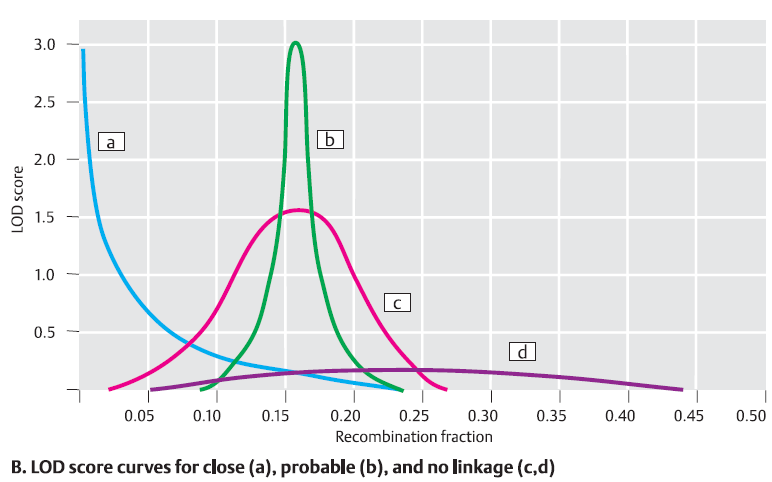 3.0
2.5
2.0
1.5
1.0
0.5
LOD score
a
b
c
d
0.05 0.10 0.15 0.20 0.25 0.30 0.35 0.40 0.45 0.50
Recombination fraction
B. LOD score curves for close (a), probable (b), and no linkage (c,d)